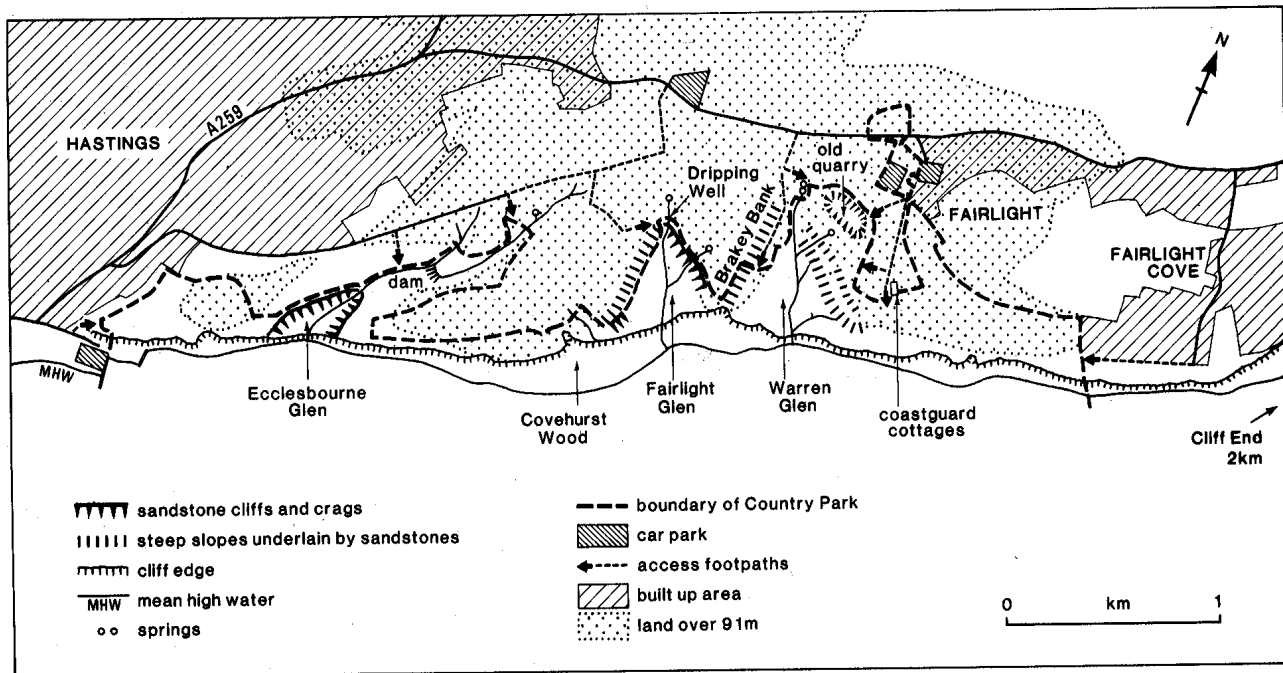 N
HASTINGS
A259
old
quarry
Dripping
Well
Brakey Bank
FAIRLIGHT
FAIRLIGHT
COVE
dam
MHW
Ecclesbourne
Glen
Covehurst
Wood
Fairlight
Glen
Warren
Glen
coastguard
cottages
Cliff End
2km
sandstone cliffs and crags
steep slopes underlain by sandstones
cliff edge
MHW mean high water
springs
boundary of Country Park
car park
access footpaths
built up area
land over 91m
0 km 1